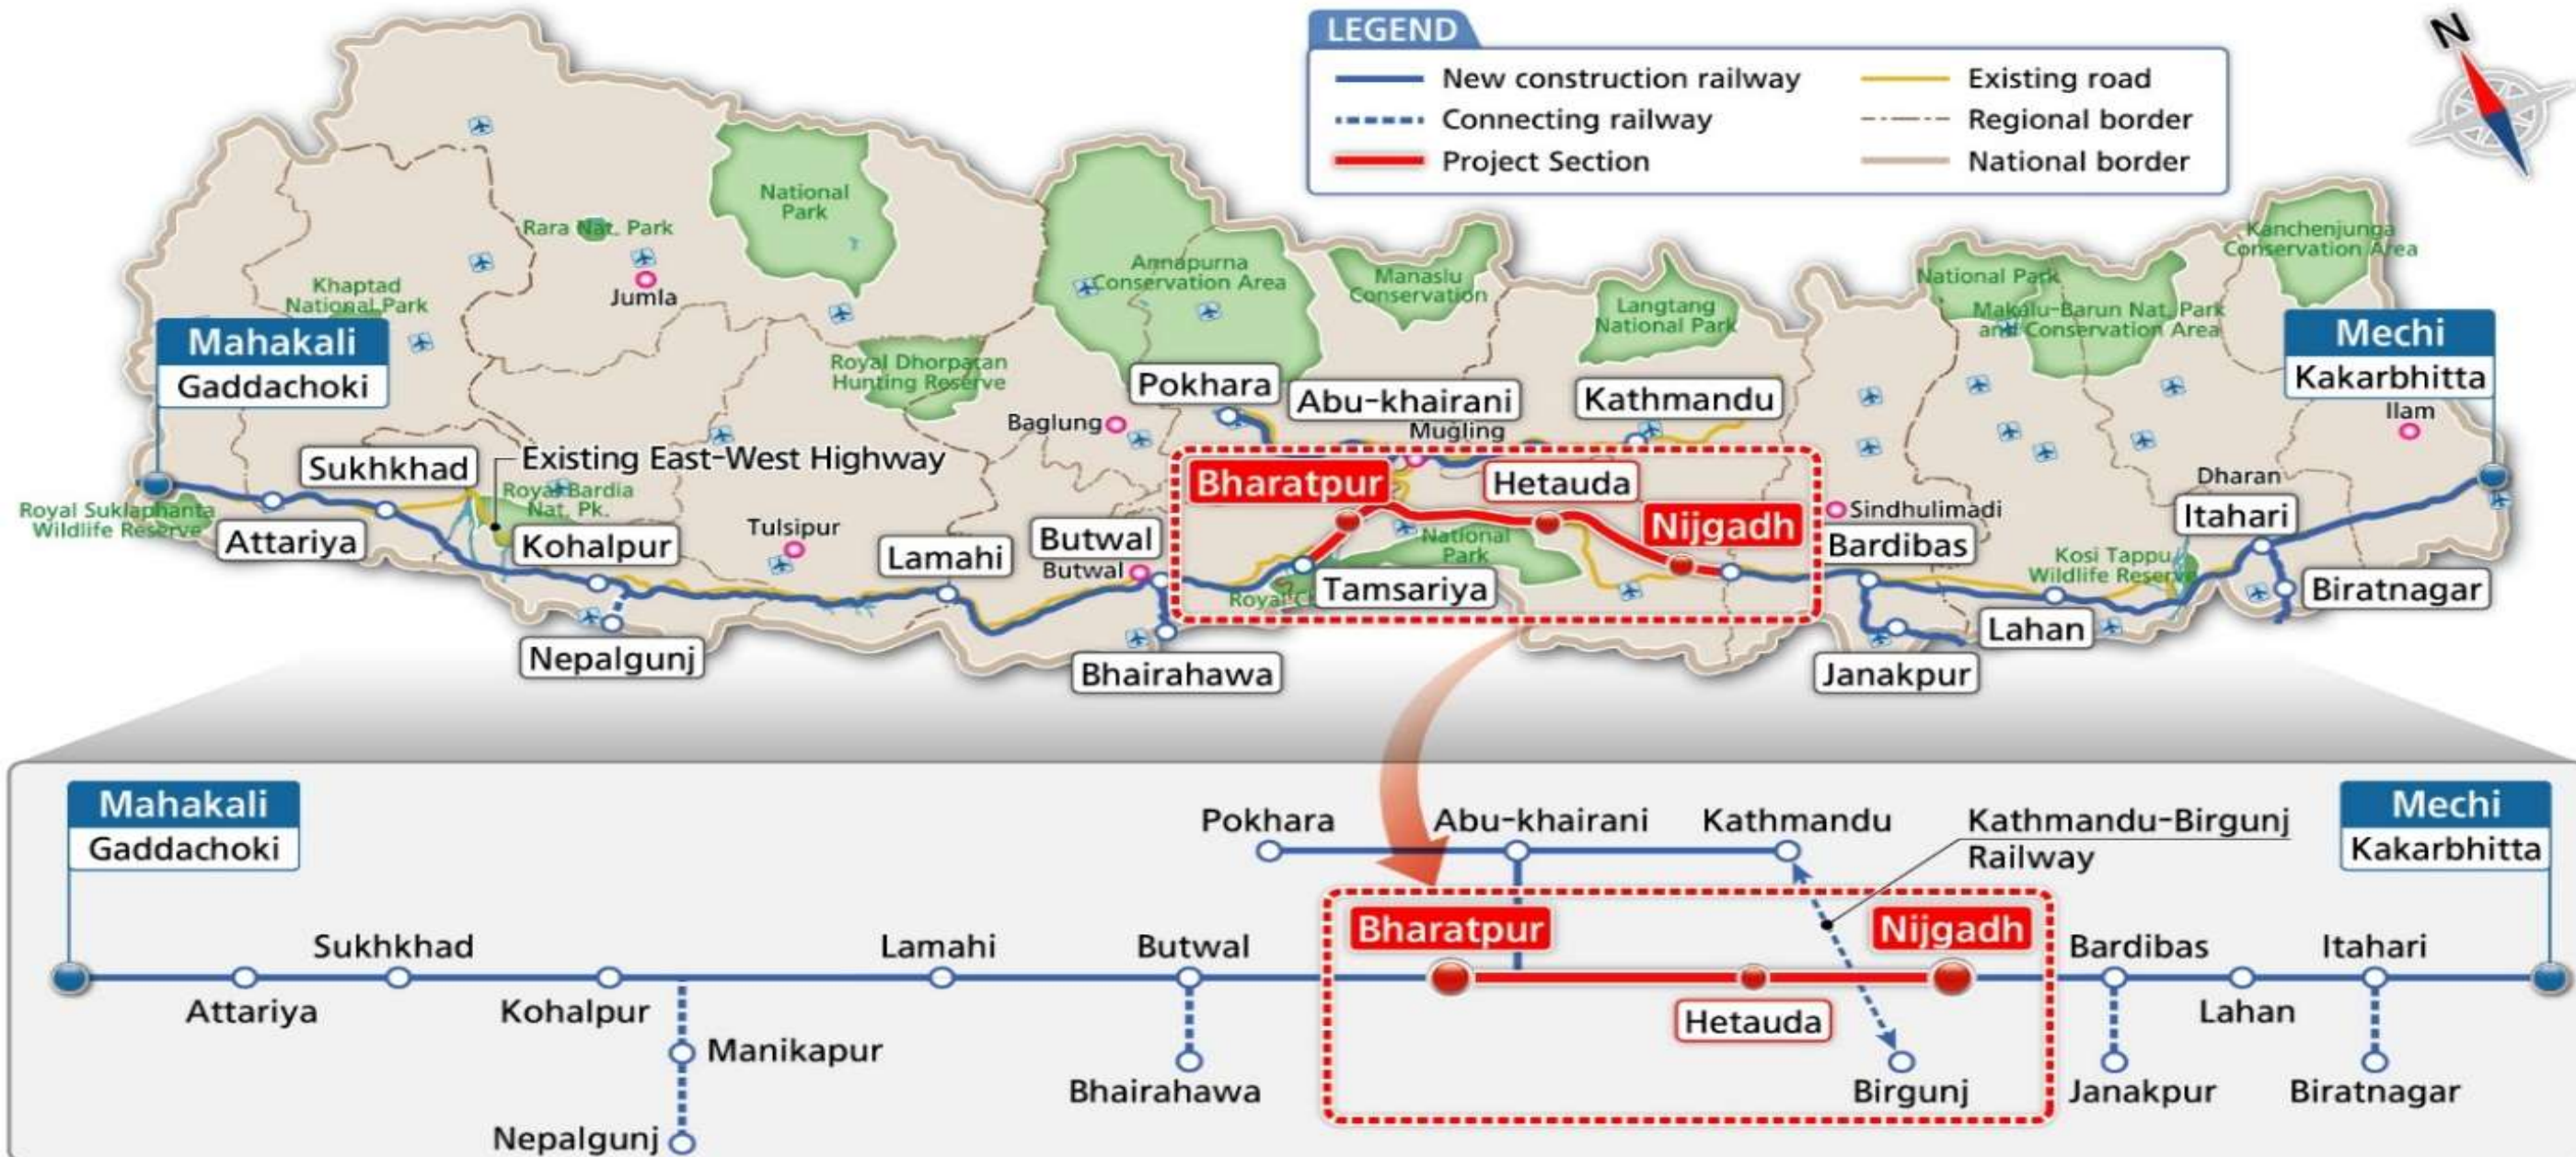 LEGEND
New construction railway
Connecting railway
Project Section
Existing road
Regional border
National border
N
National
Park
Rara Nat. Park
Jumla
Khaptad
National Park
Mahakali
Gaddachoki
Royal Dhorpatan
Hunting Reserve
Annapurna
Conservation Area
Manaslu
Conservation
Langtang
National Park
National Park
Makalu-Barun Nat. Park
and Conservation Area
Kanchenjunga
Conservation Area
Mechi
Kakarbhitta
Ilam
Pokhara
Abu-khairani
Mugling
Kathmandu
Baglung
Sukhkhad
Existing East-West Highway
Royal Bardia
Nat. Pk.
Royal Suklaphanta
Wildlife Reserve
Attariya
Kohalpur
Tulsipur
Lamahi
Butwal
Butwal
Bharatpur
Hetauda
Nijgadh
National
Park
Tamsariya
Royal
Sindhulimadi
Bardibas
Dharan
Itahari
Kosi Tappu
Wildlife Reserve
Biratnagar
Lahan
Janakpur
Nepalgunj
Bhairahawa
Mahakali
Gaddachoki
Pokhara
Abu-khairani
Kathmandu
Kathmandu-Birgunj
Railway
Mechi
Kakarbhitta
Sukhkhad
Lamahi
Butwal
Bharatpur
Nijgadh
Bardibas
Itahari
Attariya
Kohalpur
Hetauda
Lahan
Manikapur
Bhairahawa
Birgunj
Janakpur
Biratnagar
Nepalgunj